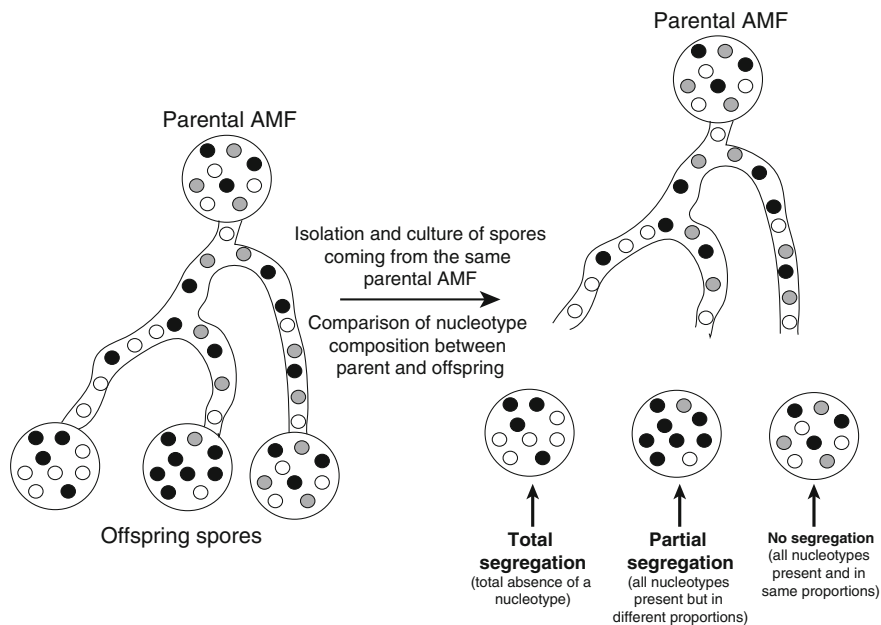 Parental AMF
Parental AMF
Isolation and culture of spores
coming from the same
parental AMF
Comparison of nucleotype
composition between
parent and offspring
Offspring spores
Total
segregation
(total absence of a
nucleotype)
Partial
segregation
(all nucleotypes
present but in
different proportions)
No segregation
(all nucleotypes
present and in
same proportions)